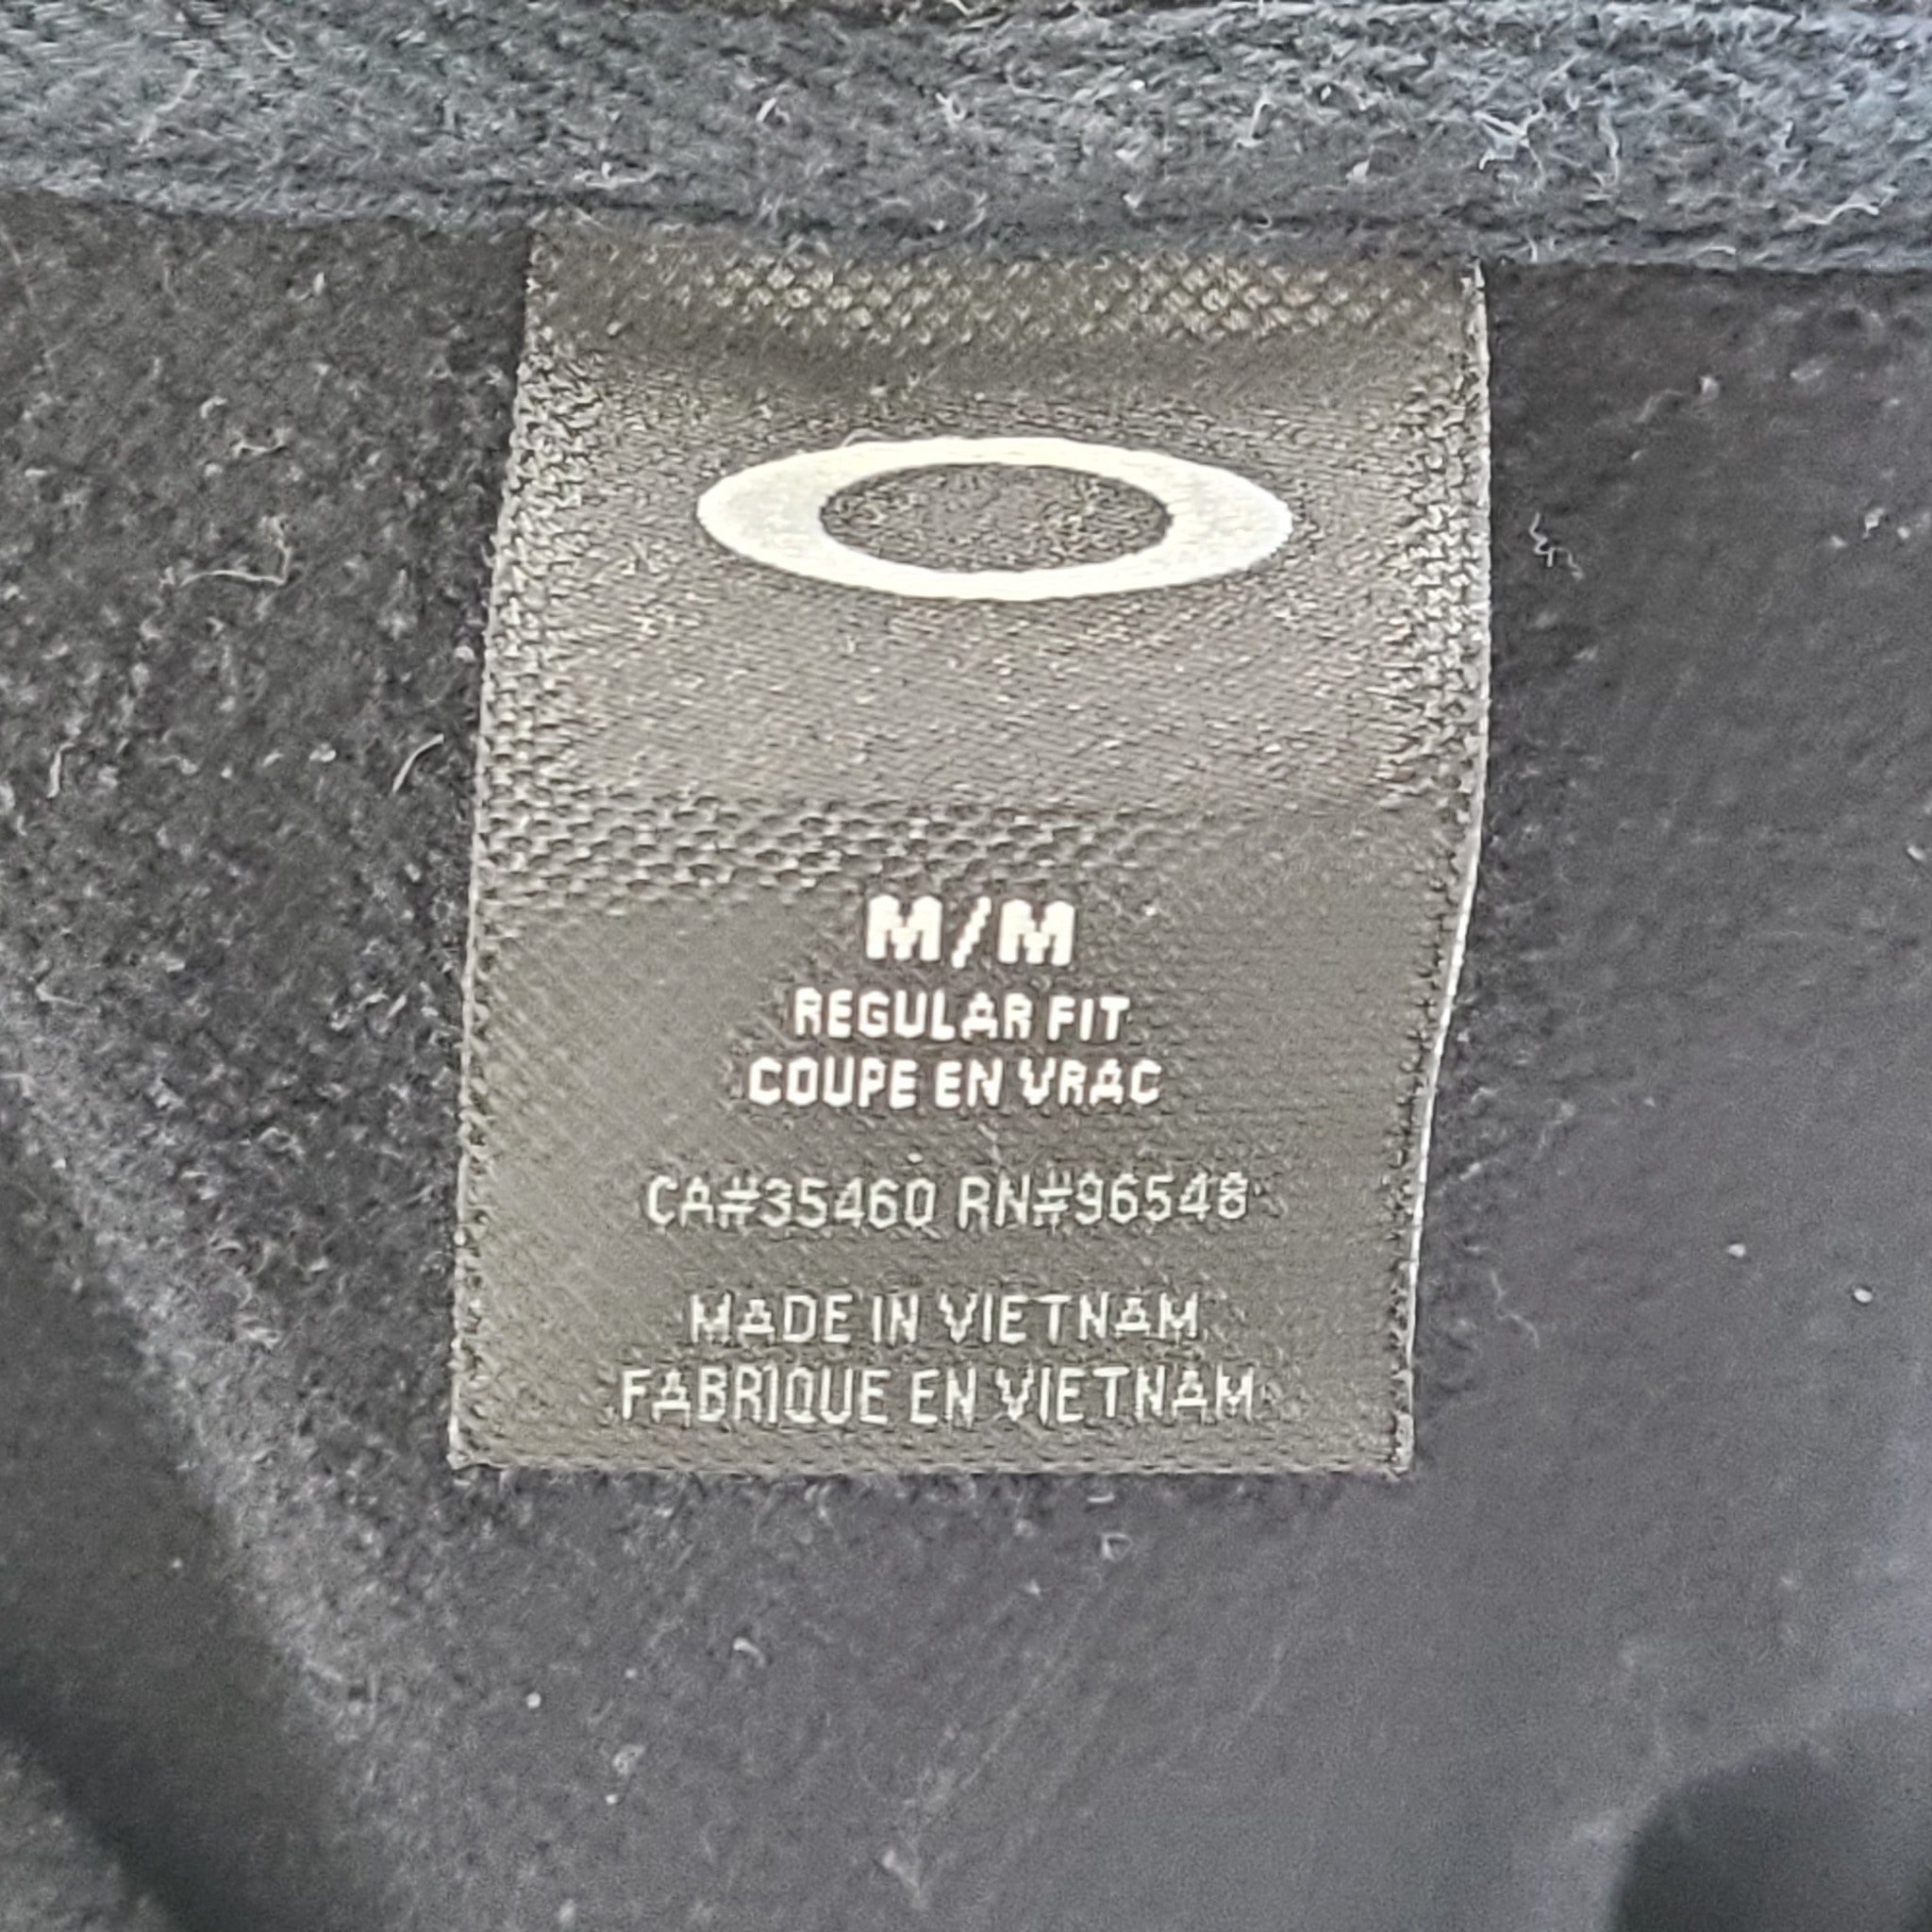 M/M
REGULAR FIT
COUPE EN VRAC
CA#35460 RN#96548
MADE IN VIETNAM
FABRIQUE EN VIETNAM